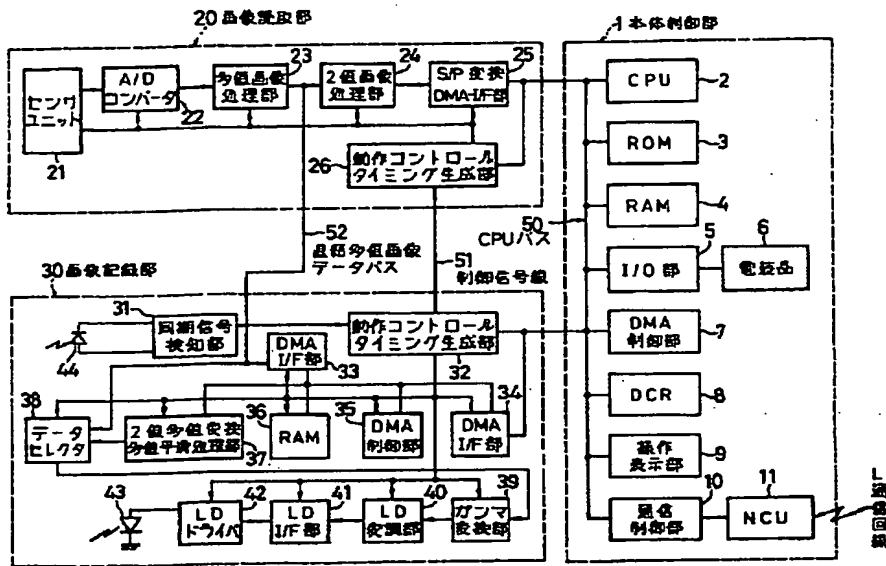 20 画像読取部
1 本体制御部
センサ
ユニット
21
A/D
コンバータ
22
23
多値画像
処理部
24
2値画像
処理部
25
S/P変換
DMA-I/F部
26
動作コントロール
タイミング生成部
CPU
2
ROM
3
RAM
4
50
CPUバス
5
I/O部
6
電装品
DMA
制御部
7
DCR
8
操作
表示部
9
10
通信
制御部
11
NCU
52
直結多値画像
データバス
51
制御信号線
30 画像記録部
31
同期信号
検知部
44
動作コントロール
タイミング生成部
32
DMA
I/F部
33
38
データ
セレクタ
2値多値変換
多値平滑処理部
37
36
RAM
35
DMA
制御部
34
DMA
I/F部
43
42
LD
ドライバ
41
LD
I/F部
40
LD
変調部
39
ガンマ
変換部